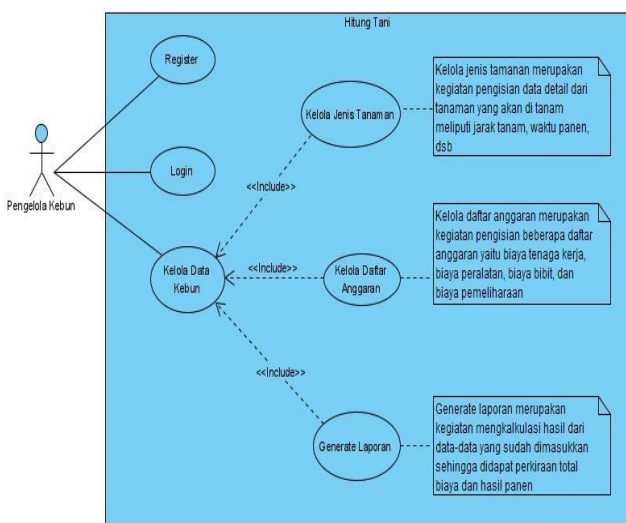 Hitung Tani
Register
Login
Pengelola Kebun
Kelola Data
Kebun
<<Include>>
<<Include>>
<<Include>>
Kelola Jenis Tanaman
Kelola Daftar
Anggaran
Generate Laporan
Kelola jenis tamanan merupakan
kegiatan pengisian data detail dari
tanaman yang akan di tanam
meliputi jarak tanam, waktu panen,
dsb
Kelola daftar anggaran merupakan
kegiatan pengisian beberapa daftar
anggaran yaitu biaya tenaga kerja,
biaya peralatan, biaya bibit, dan
biaya pemeliharaan
Generate laporan merupakan
kegiatan mengkalkulasi hasil dari
data-data yang sudah dimasukkan
sehingga didapat perkiraan total
biaya dan hasil panen